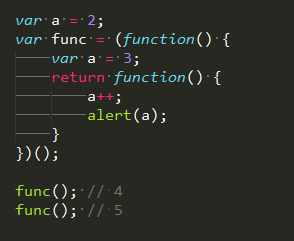 var a = 2;
var func = (function() {
    var a = 3;
    return function() {
        a++;
        alert(a);
    }
})();

func(); // 4
func(); // 5